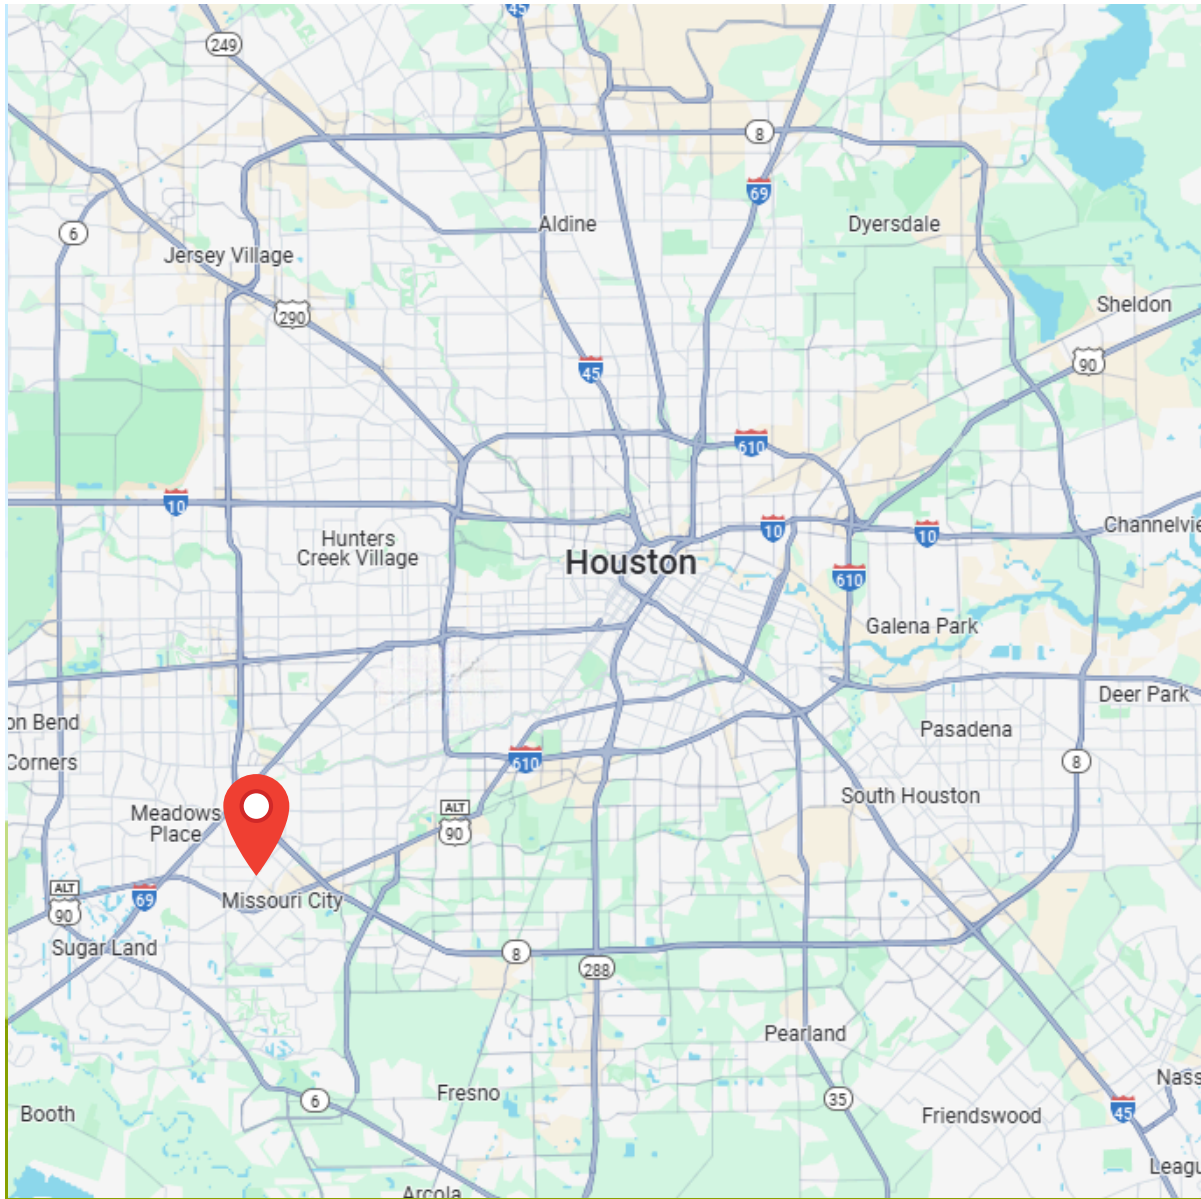 45
249
8
69
6
Aldine
Dyersdale
Jersey Village
290
Sheldon
90
45
610
10
10
10
Channelvie
Hunters
Creek Village
Houston
610
Galena Park
on Bend
Deer Park
Pasadena
Corners
610
8
South Houston
Meadows
Place
ALT
90
ALT
90
69
Missouri City
Sugar Land
8
288
Pearland
Nass
Fresno
6
35
45
Booth
Friendswood
Leagu
Arcola